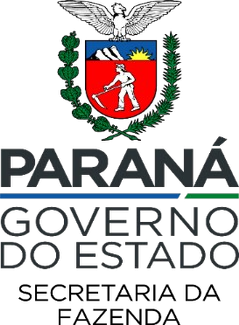 PARANÁ
GOVERNO
DO ESTADO
SECRETARIA DA
FAZENDA